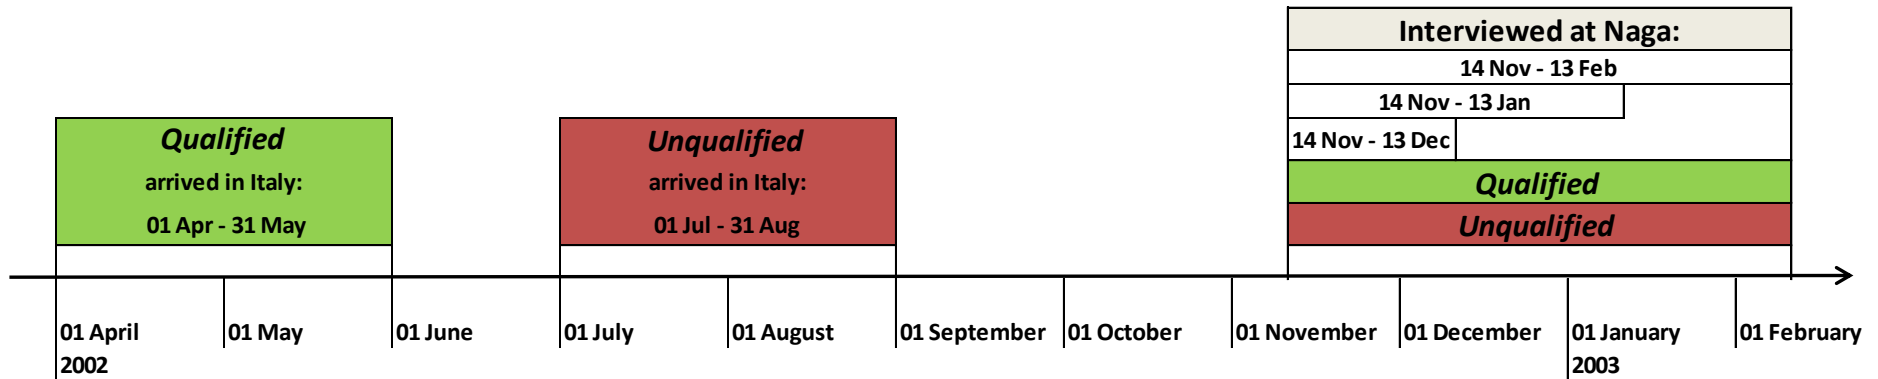 Interviewed at Naga:
14 Nov - 13 Feb
14 Nov - 13 Jan
14 Nov - 13 Dec
Qualified
Unqualified
Qualified
arrived in Italy:
01 Apr - 31 May
Unqualified
arrived in Italy:
01 Jul - 31 Aug
01 April
2002
01 May
01 June
01 July
01 August
01 September
01 October
01 November
01 December
01 January
2003
01 February